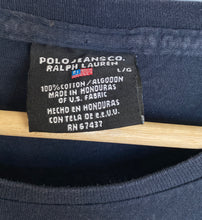 POLO JEANS CO.
RALPH LAUREN
L/G
100% COTTON/ALGODON
MADE IN HONDURAS
OF U.S. FABRIC
HECHO EN HONDURAS
CON TELA DE E.U.U.
RN 67437